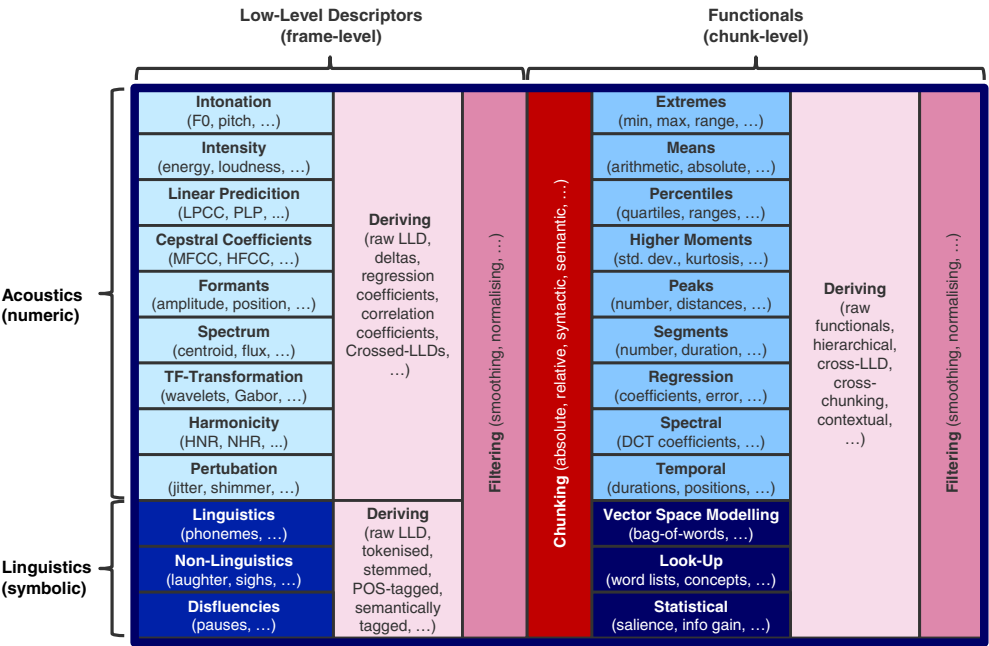 Low-Level Descriptors
(frame-level)
Functionals
(chunk-level)
Acoustics
(numeric)
Linguistics
(symbolic)
Intonation
(F0, pitch, …)
Intensity
(energy, loudness, …)
Linear Predicition
(LPCC, PLP, ...)
Cepstral Coefficients
(MFCC, HFCC, …)
Formants
(amplitude, position, …)
Spectrum
(centroid, flux, …)
TF-Transformation
(wavelets, Gabor, …)
Harmonicity
(HNR, NHR, ...)
Pertubation
(jitter, shimmer, …)
Linguistics
(phonemes, …)
Non-Linguistics
(laughter, sighs, …)
Disfluencies
(pauses, …)
Deriving
(raw LLD,
deltas,
regression
coefficients,
correlation
coefficients,
Crossed-LLDs,
…)
Deriving
(raw LLD,
tokenised,
stemmed,
POS-tagged,
semantically
tagged, …)
Filtering (smoothing, normalising, …)
Chunking (absolute, relative, syntactic, semantic, …)
Extremes
(min, max, range, …)
Means
(arithmetic, absolute, …)
Percentiles
(quartiles, ranges, …)
Higher Moments
(std. dev., kurtosis, …)
Peaks
(number, distances, …)
Segments
(number, duration, …)
Regression
(coefficients, error, …)
Spectral
(DCT coefficients, …)
Temporal
(durations, positions, …)
Vector Space Modelling
(bag-of-words, …)
Look-Up
(word lists, concepts, …)
Statistical
(salience, info gain, …)
Deriving
(raw
functionals,
hierarchical,
cross-LLD,
cross-
chunking,
contextual,
…)
Filtering (smoothing, normalising, …)